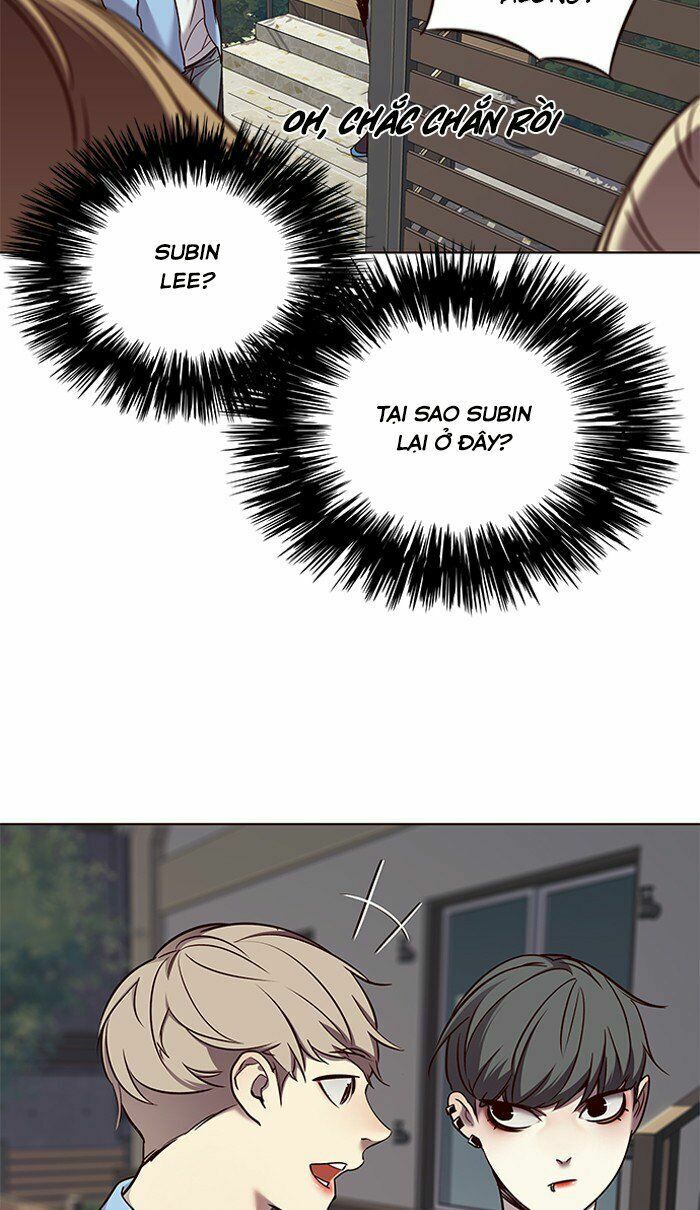 OH, CHẮC CHẮN RỒI
SUBIN
LEE?
TẠI SAO SUBIN
LẠI Ở ĐÂY?